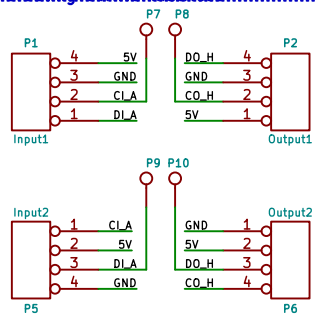 P7 P8
P1 P2
4 5V DO_H 4
3 GND GND 3
2 CI_A CO_H 2
1 DI_A 5V 1
Input1 Output1
P9 P10
Input2 Output2
1 CI_A GND 1
2 5V 5V 2
3 DI_A DO_H 3
4 GND CO_H 4
P5 P6